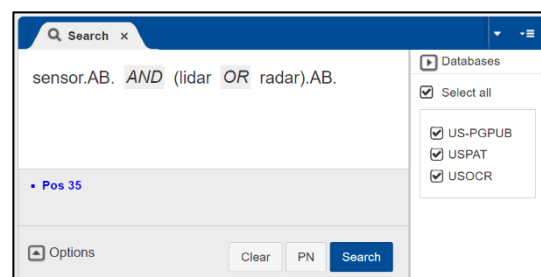 Search ×
sensor.AB. AND (lidar OR radar).AB.
Pos 35
Options
Clear PN Search
Databases
Select all
US-PGPUB
USPAT
USOCR